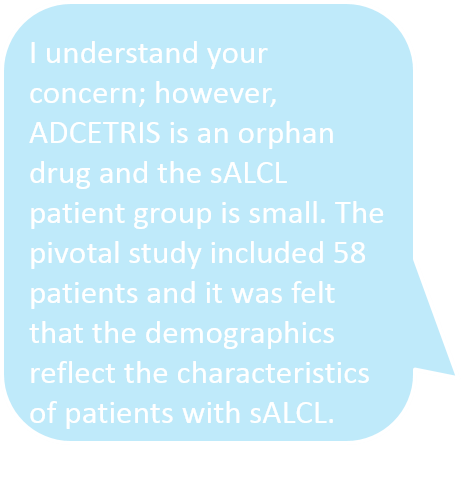 I understand your
concern; however,
ADCETRIS is an orphan
drug and the sALCL
patient group is small. The
pivotal study included 58
patients and it was felt
that the demographics
reflect the characteristics
of patients with sALCL.